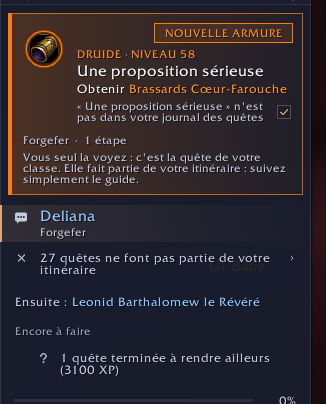 NOUVELLE ARMURE
DRUIDE · NIVEAU 58
Une proposition sérieuse
Obtenir Brassards Cœur-Farouche
« Une proposition sérieuse » n'est
pas dans votre journal des quêtes
Forgefer · 1 étape
Vous seul la voyez : c'est la quête de votre
classe. Elle fait partie de votre itinéraire : suivez
simplement le guide.
Deliana
Forgefer
27 quêtes ne font pas partie de votre
itinéraire
Ensuite : Leonid Barthalomew le Révéré
Encore à faire
? 1 quête terminée à rendre ailleurs
(3100 XP)
0%